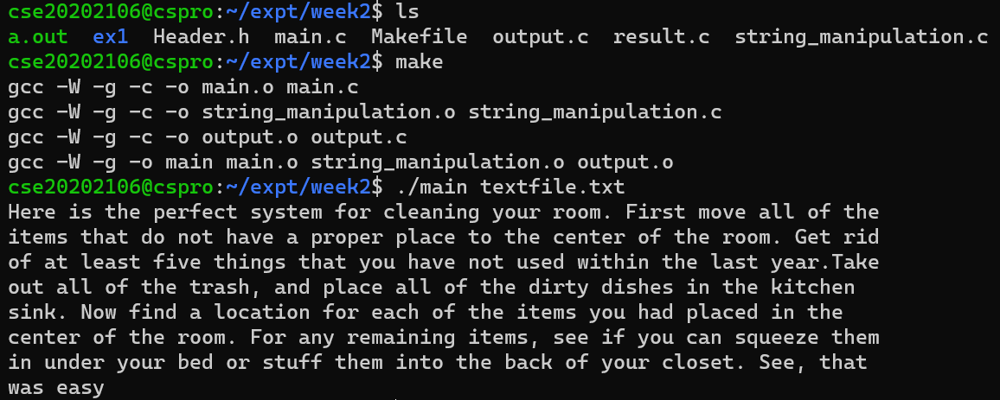 cse20202106@cspro:~/expt/week2$ ls
a.out  ex1  Header.h  main.c  Makefile  output.c  result.c  string_manipulation.c
cse20202106@cspro:~/expt/week2$ make
gcc -W -g -c -o main.o main.c
gcc -W -g -c -o string_manipulation.o string_manipulation.c
gcc -W -g -c -o output.o output.c
gcc -W -g -o main main.o string_manipulation.o output.o
cse20202106@cspro:~/expt/week2$ ./main textfile.txt
Here is the perfect system for cleaning your room. First move all of the
items that do not have a proper place to the center of the room. Get rid
of at least five things that you have not used within the last year.Take
out all of the trash, and place all of the dirty dishes in the kitchen
sink. Now find a location for each of the items you had placed in the
center of the room. For any remaining items, see if you can squeeze them
in under your bed or stuff them into the back of your closet. See, that
was easy